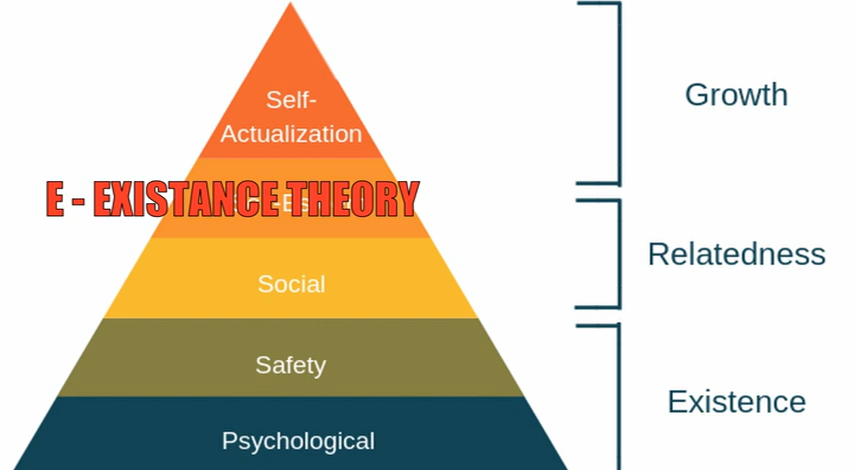 Self-
Actualization
E - EXISTANCE THEORY
Social
Safety
Psychological
Growth
Relatedness
Existence